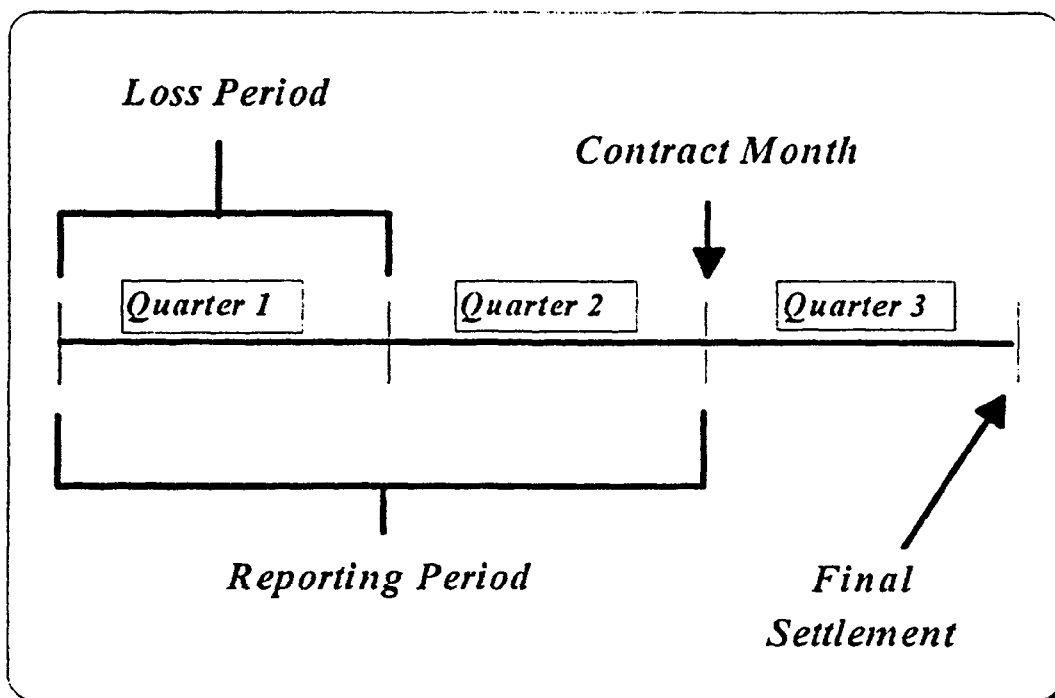 Loss Period
Contract Month
Quarter 1
Quarter 2
Quarter 3
Reporting Period
Final
Settlement